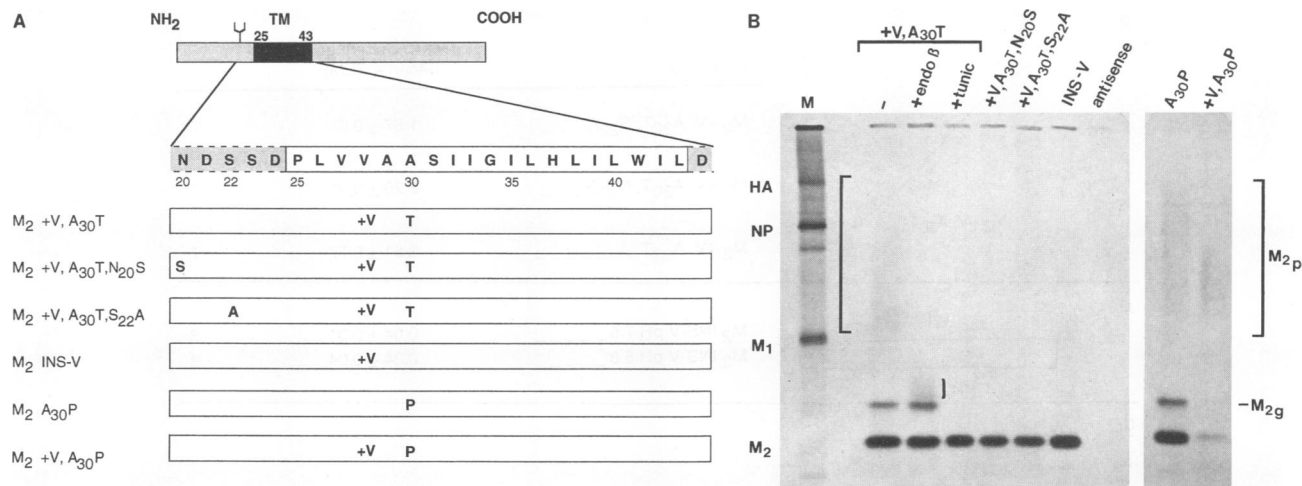 A
NH2 TM COOH
25 43
N D S S D P L V V A A S I I G I L H L I L W I L D
20 22 25 30 35 40
M2 +V, A30T +V T
M2 +V, A30T,N20S S +V T
M2 +V, A30T,S22A A +V T
M2 INS-V +V
M2 A30P P
M2 +V, A30P +V P
B
+V,A30T
M
-
+endo ß
+tunic
+V,A30T,N20S
+V,A30T,S22A
INS-V
antisense
A30P
+V,A30P
HA
NP
M1
M2
M2p
-M2g